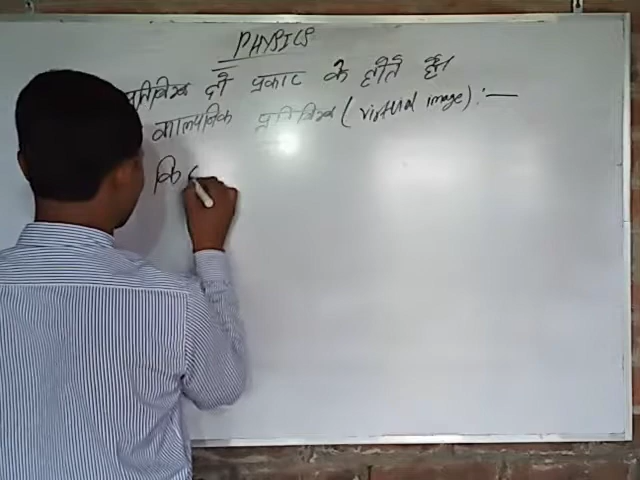 PHYSICS
प्रतिबिम्ब दो प्रकार के होते हैं।
काल्पनिक प्रतिबिम्ब (virtual image) :—
कि